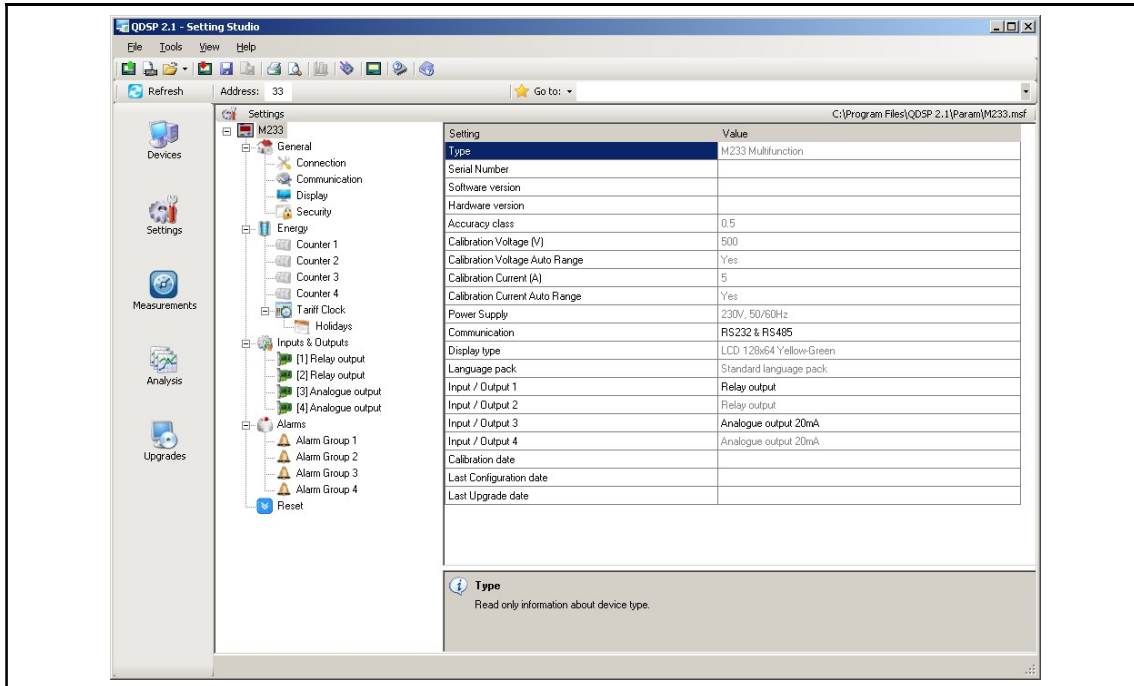 QDSP 2.1 - Setting Studio
File Tools View Help
Refresh Address: 33 Go to:
Devices
Settings
Measurements
Analysis
Upgrades
Settings C:\Program Files\QDSP 2.1\Param\M233.msf
M233
General
Connection
Communication
Display
Security
Energy
Counter 1
Counter 2
Counter 3
Counter 4
Tariff Clock
Holidays
Inputs & Outputs
[1] Relay output
[2] Relay output
[3] Analogue output
[4] Analogue output
Alarms
Alarm Group 1
Alarm Group 2
Alarm Group 3
Alarm Group 4
Reset
Setting Value
Type M233 Multifunction
Serial Number
Software version
Hardware version
Accuracy class 0.5
Calibration Voltage (V) 500
Calibration Voltage Auto Range Yes
Calibration Current (A) 5
Calibration Current Auto Range Yes
Power Supply 230V, 50/60Hz
Communication RS232 & RS485
Display type LCD 128x64 Yellow-Green
Language pack Standard language pack
Input / Output 1 Relay output
Input / Output 2 Relay output
Input / Output 3 Analogue output 20mA
Input / Output 4 Analogue output 20mA
Calibration date
Last Configuration date
Last Upgrade date
Type
Read only information about device type.